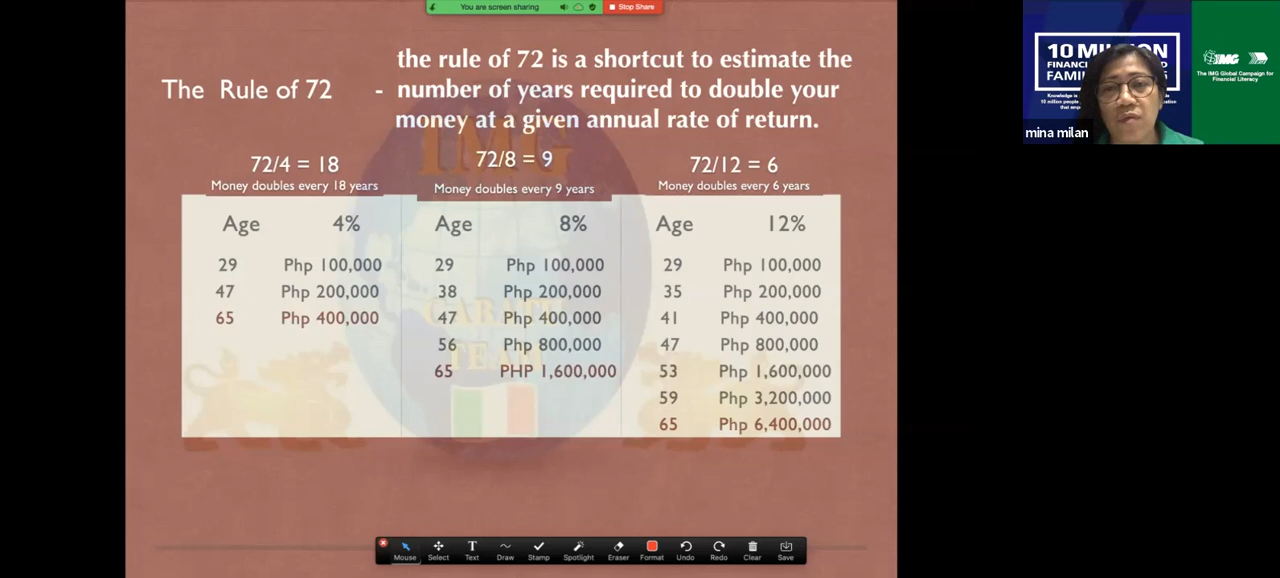 You are screen sharing
Stop Share
The Rule of 72 - the rule of 72 is a shortcut to estimate the
number of years required to double your
money at a given annual rate of return.
72/4 = 18
Money doubles every 18 years
72/8 = 9
Money doubles every 9 years
72/12 = 6
Money doubles every 6 years
Age 4%
29 Php 100,000
47 Php 200,000
65 Php 400,000
Age 8%
29 Php 100,000
38 Php 200,000
47 Php 400,000
56 Php 800,000
65 PHP 1,600,000
Age 12%
29 Php 100,000
35 Php 200,000
41 Php 400,000
47 Php 800,000
53 Php 1,600,000
59 Php 3,200,000
65 Php 6,400,000
IMG
TEAM
Mouse Select Text Draw Stamp Spotlight Eraser Format Undo Redo Clear Save
10
FINANC
FAM
mina milan
IMG
The IMG Global Campaign for
Financial Literacy